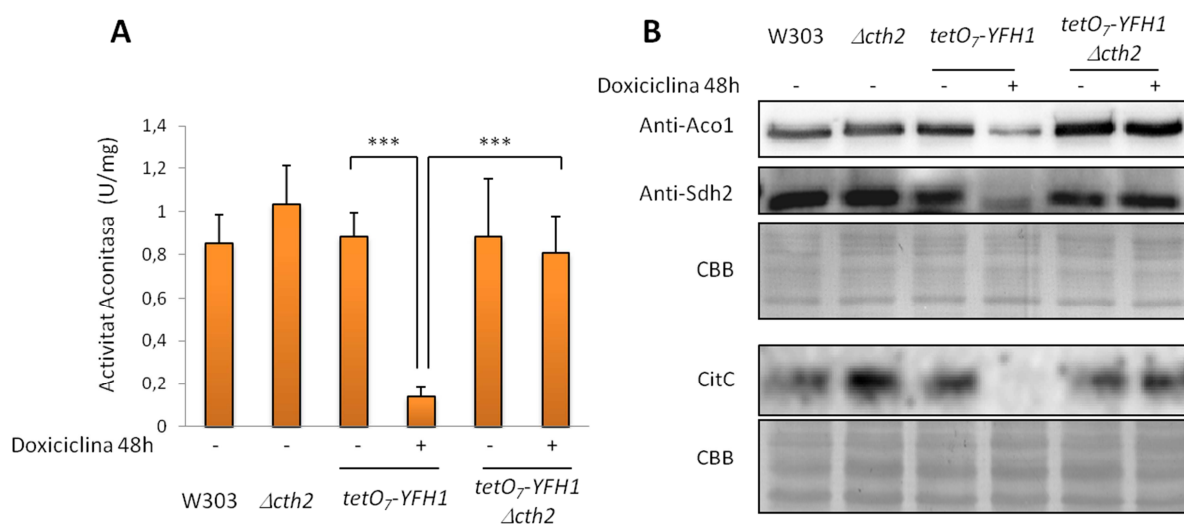 A
Activitat Aconitasa (U/mg)
1,4
1,2
1
0,8
0,6
0,4
0,2
0
*** ***
Doxiciclina 48h - + - +
W303 Δcth2 tetO7-YFH1 tetO7-YFH1
Δcth2
B
W303 Δcth2 tetO7-YFH1 tetO7-YFH1
Δcth2
Doxiciclina 48h - - - + - +
Anti-Aco1
Anti-Sdh2
CBB
CitC
CBB